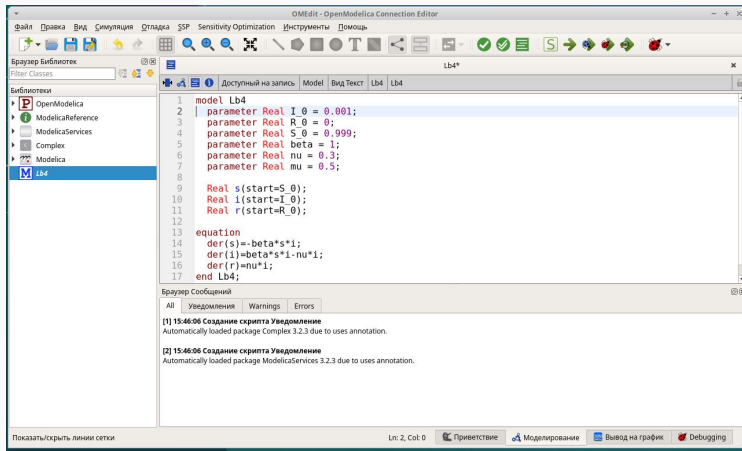 OMEdit - OpenModelica Connection Editor
Файл Правка Вид Симуляция Отладка SSP Sensitivity Optimization Инструменты Помощь
Браузер Библиотек
Filter Classes
Библиотеки
OpenModelica
ModelicaReference
ModelicaServices
Complex
Modelica
Lb4
Lb4*
Доступный на запись Model Вид Текст Lb4 Lb4
1 model Lb4
2 parameter Real I_0 = 0.001;
3 parameter Real R_0 = 0;
4 parameter Real S_0 = 0.999;
5 parameter Real beta = 1;
6 parameter Real nu = 0.3;
7 parameter Real mu = 0.5;
8
9 Real s(start=S_0);
10 Real i(start=I_0);
11 Real r(start=R_0);
12
13 equation
14 der(s)=-beta*s*i;
15 der(i)=beta*s*i-nu*i;
16 der(r)=nu*i;
17 end Lb4;
Браузер Сообщений
All Уведомления Warnings Errors
[1] 15:46:06 Создание скрипта Уведомление
Automatically loaded package Complex 3.2.3 due to uses annotation.
[2] 15:46:06 Создание скрипта Уведомление
Automatically loaded package ModelicaServices 3.2.3 due to uses annotation.
Показать/скрыть линии сетки
Ln: 2, Col: 0 Приветствие Моделирование Вывод на график Debugging